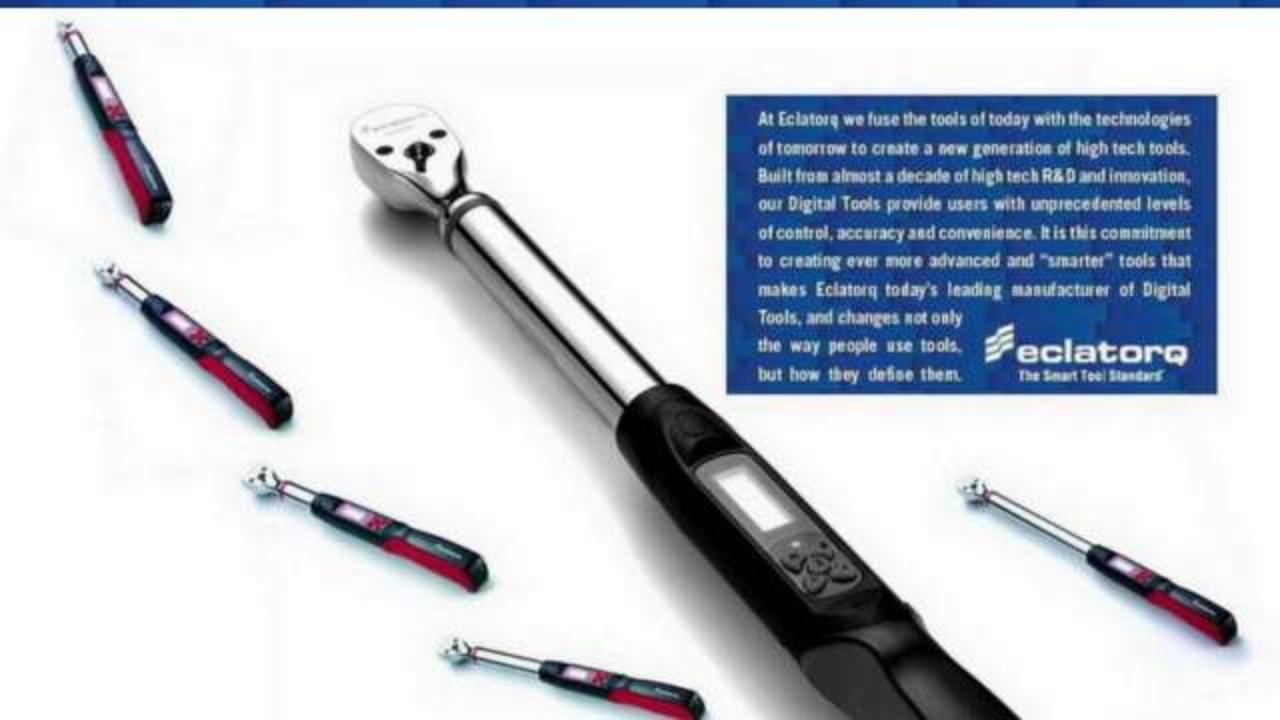 At Eclatorq we fuse the tools of today with the technologies
of tomorrow to create a new generation of high tech tools.
Built from almost a decade of high tech R&D and innovation,
our Digital Tools provide users with unprecedented levels
of control, accuracy and convenience. It is this commitment
to creating ever more advanced and "smarter" tools that
makes Eclatorq today's leading manufacturer of Digital
Tools, and changes not only
the way people use tools,
but how they define them.
eclatorq
The Smart Tool Standard